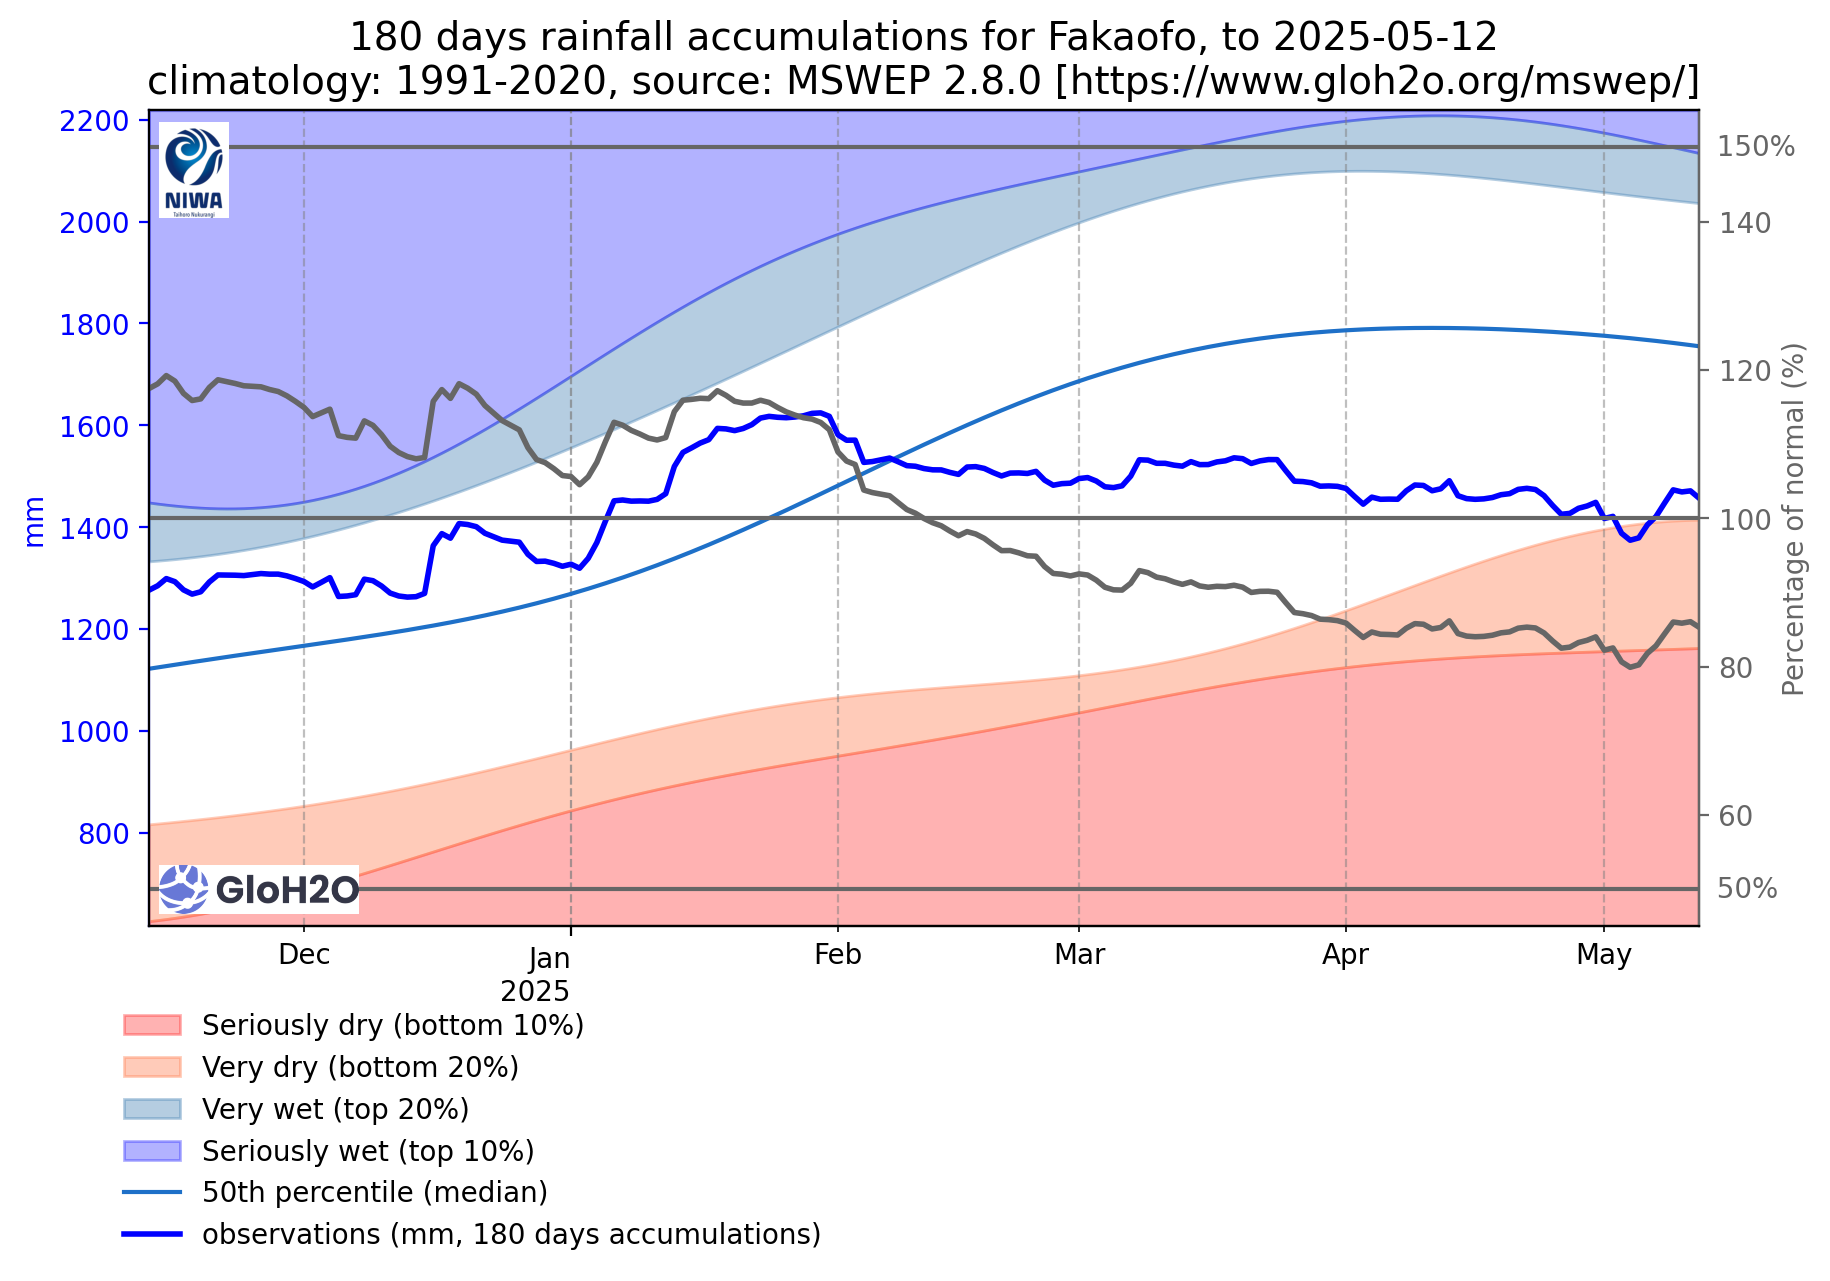 180 days rainfall accumulations for Fakaofo, to 2025-05-12
climatology: 1991-2020, source: MSWEP 2.8.0 [https://www.gloh2o.org/mswep/]
2200
2000
1800
1600
1400
1200
1000
800
mm
NIWA
Taihoro Nukurangi
GloH2O
150%
140
120
100
80
60
50%
Percentage of normal (%)
Dec
Jan
2025
Feb
Mar
Apr
May
Seriously dry (bottom 10%)
Very dry (bottom 20%)
Very wet (top 20%)
Seriously wet (top 10%)
50th percentile (median)
observations (mm, 180 days accumulations)